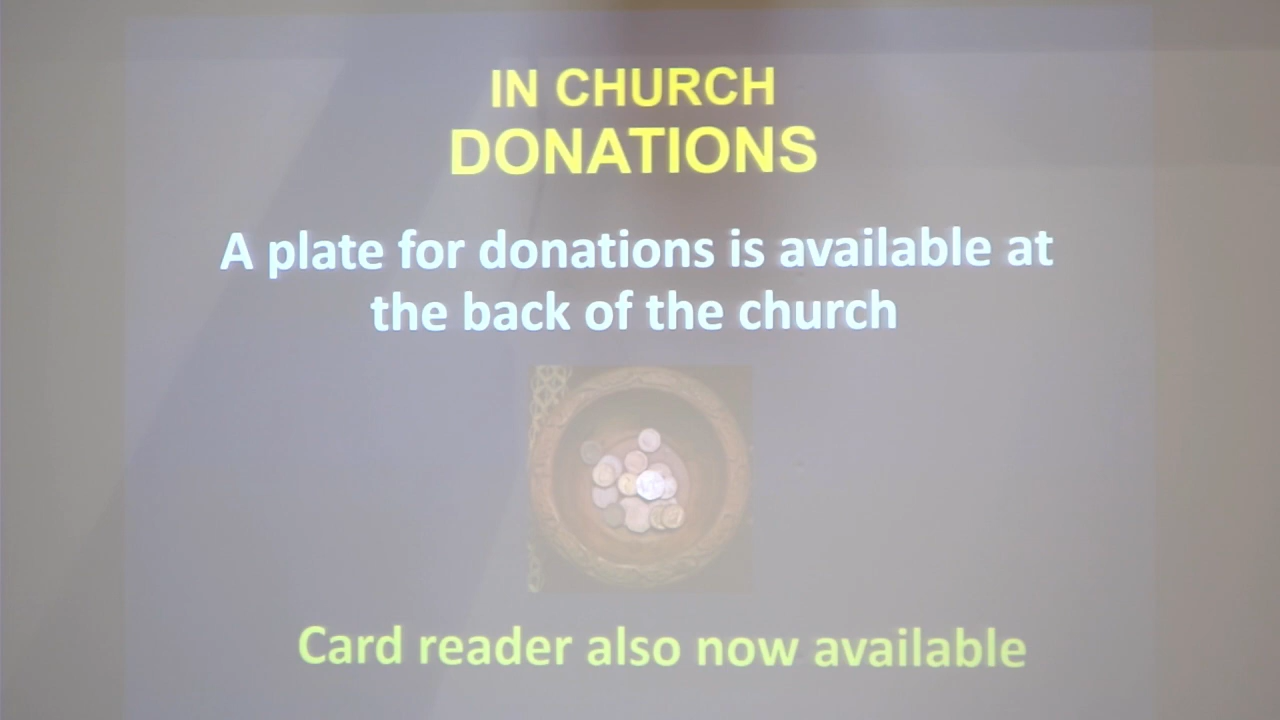 IN CHURCH
DONATIONS
A plate for donations is available at
the back of the church
Card reader also now available